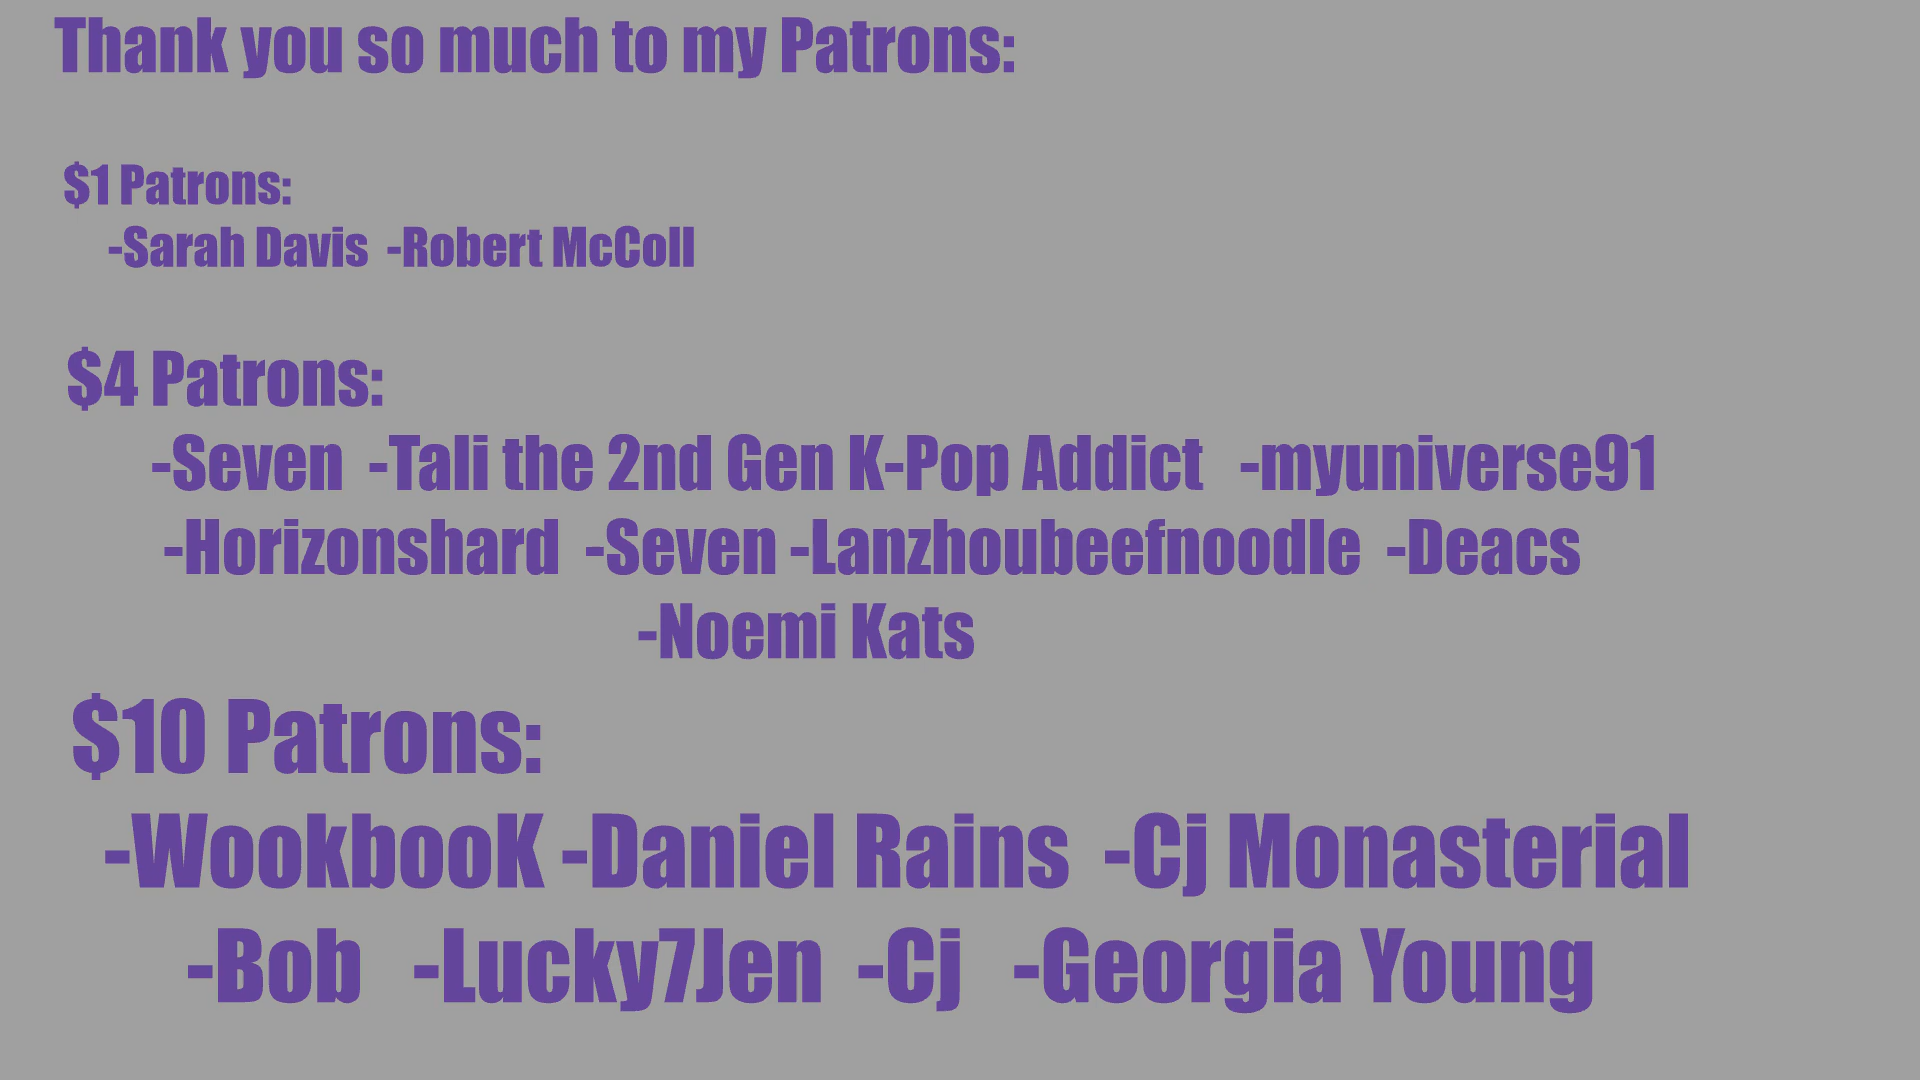 Thank you so much to my Patrons:
$1 Patrons:
-Sarah Davis -Robert McColl
$4 Patrons:
-Seven -Tali the 2nd Gen K-Pop Addict -myuniverse91
-Horizonshard -Seven -Lanzhoubeefnoodle -Deacs
-Noemi Kats
$10 Patrons:
-WookbooK -Daniel Rains -Cj Monasterial
-Bob -Lucky7Jen -Cj -Georgia Young